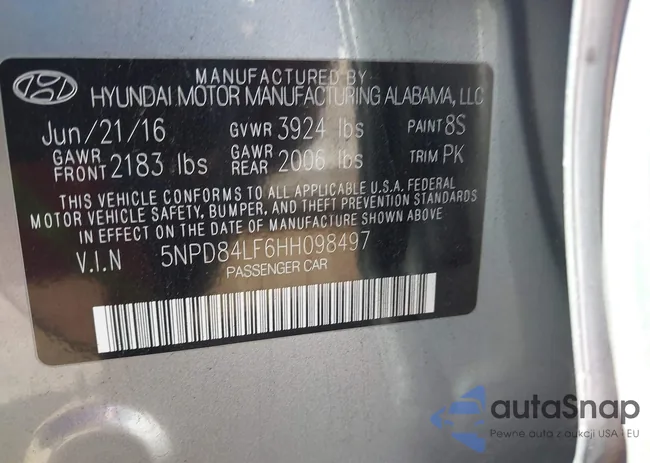 MANUFACTURED BY
HYUNDAI MOTOR MANUFACTURING ALABAMA, LLC
Jun/21/16 GVWR 3924 lbs PAINT 8S
GAWR FRONT 2183 lbs GAWR REAR 2006 lbs TRIM PK
THIS VEHICLE CONFORMS TO ALL APPLICABLE U.S.A. FEDERAL
MOTOR VEHICLE SAFETY, BUMPER, AND THEFT PREVENTION
STANDARDS IN EFFECT ON THE DATE OF MANUFACTURE SHOWN ABOVE.
V.I.N 5NPD84LF6HH098497
PASSENGER CAR
autaSnap
Pewne auta z aukcji USA i EU